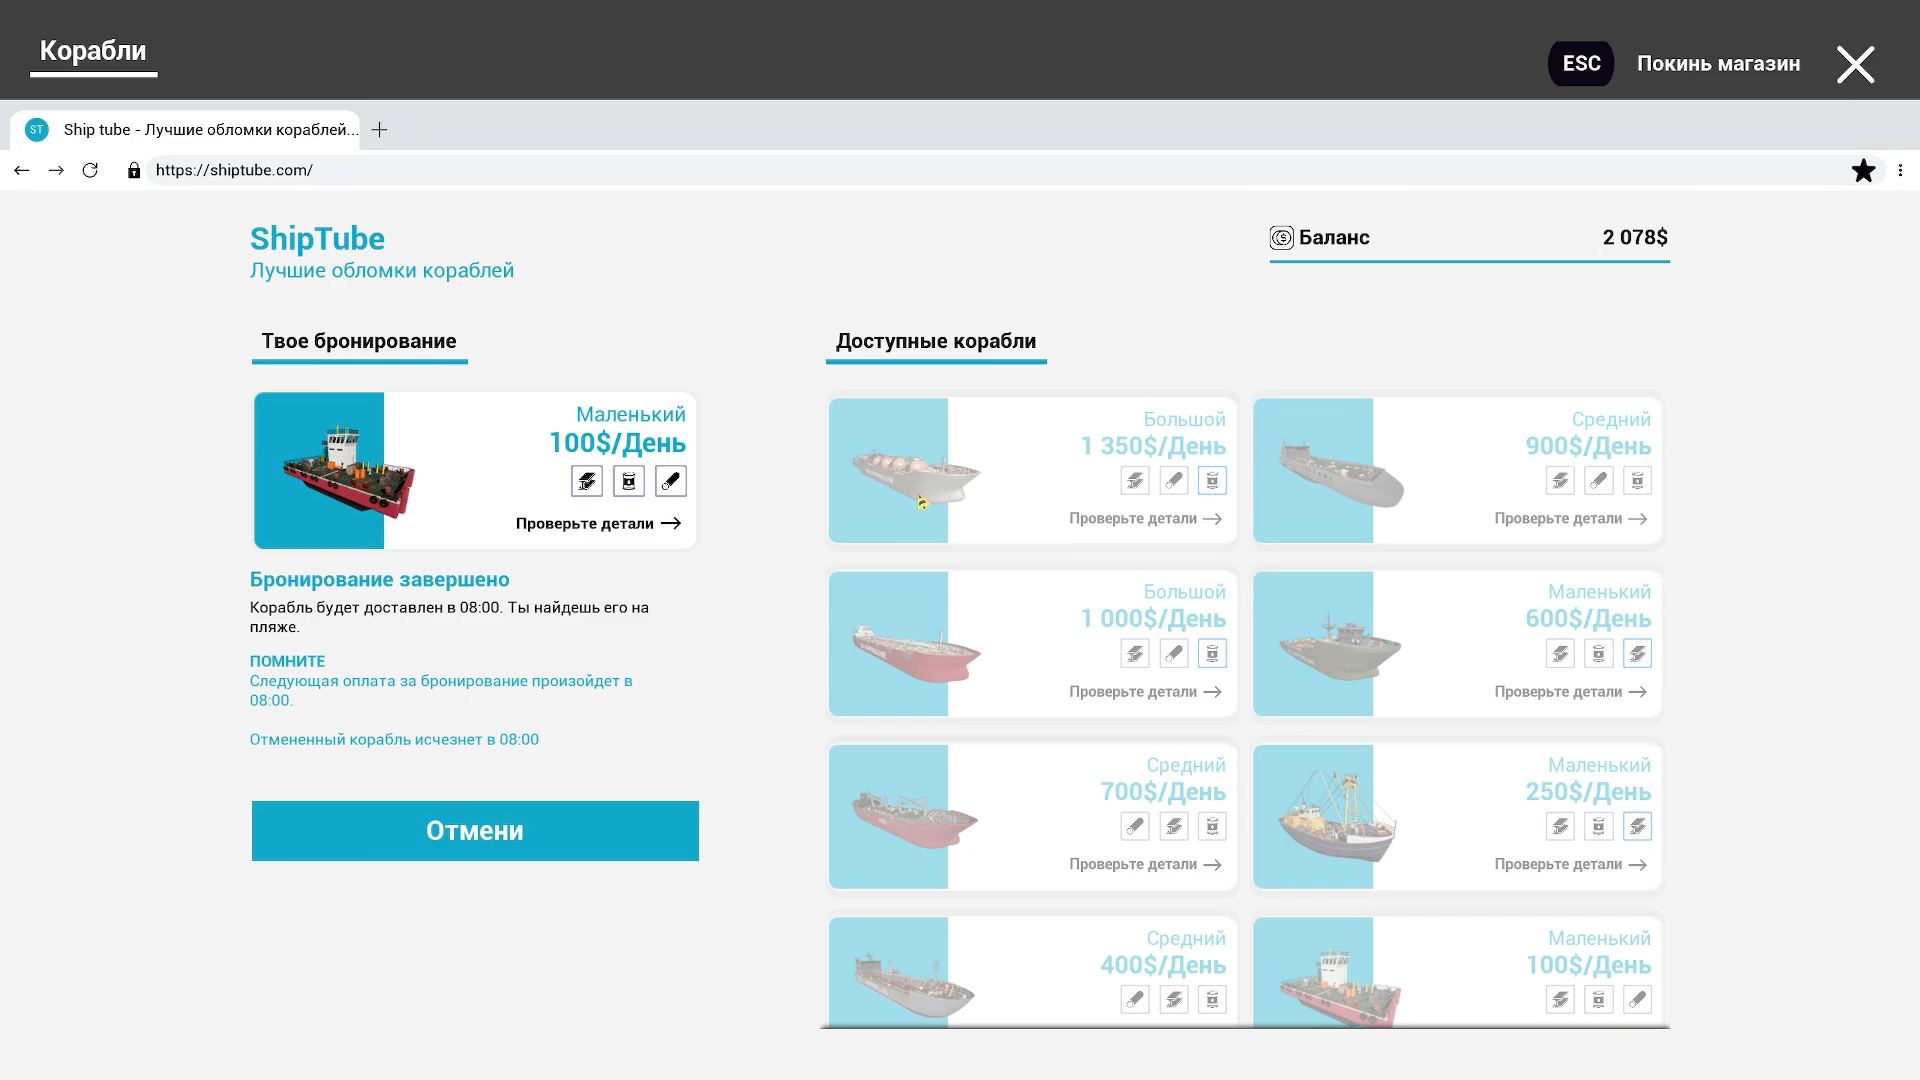 Корабли
ESC Покинь магазин
ST Ship tube - Лучшие обломки кораблей...
https://shiptube.com/
ShipTube
Лучшие обломки кораблей
Баланс 2 078$
Твое бронирование
Маленький
100$/День
Проверьте детали
Бронирование завершено
Корабль будет доставлен в 08:00. Ты найдешь его на
пляже.
ПОМНИТЕ
Следующая оплата за бронирование произойдет в
08:00.
Отмененный корабль исчезнет в 08:00
Отмени
Доступные корабли
Большой
1 350$/День
Проверьте детали
Средний
900$/День
Проверьте детали
Большой
1 000$/День
Проверьте детали
Маленький
600$/День
Проверьте детали
Средний
700$/День
Проверьте детали
Маленький
250$/День
Проверьте детали
Средний
400$/День
Маленький
100$/День